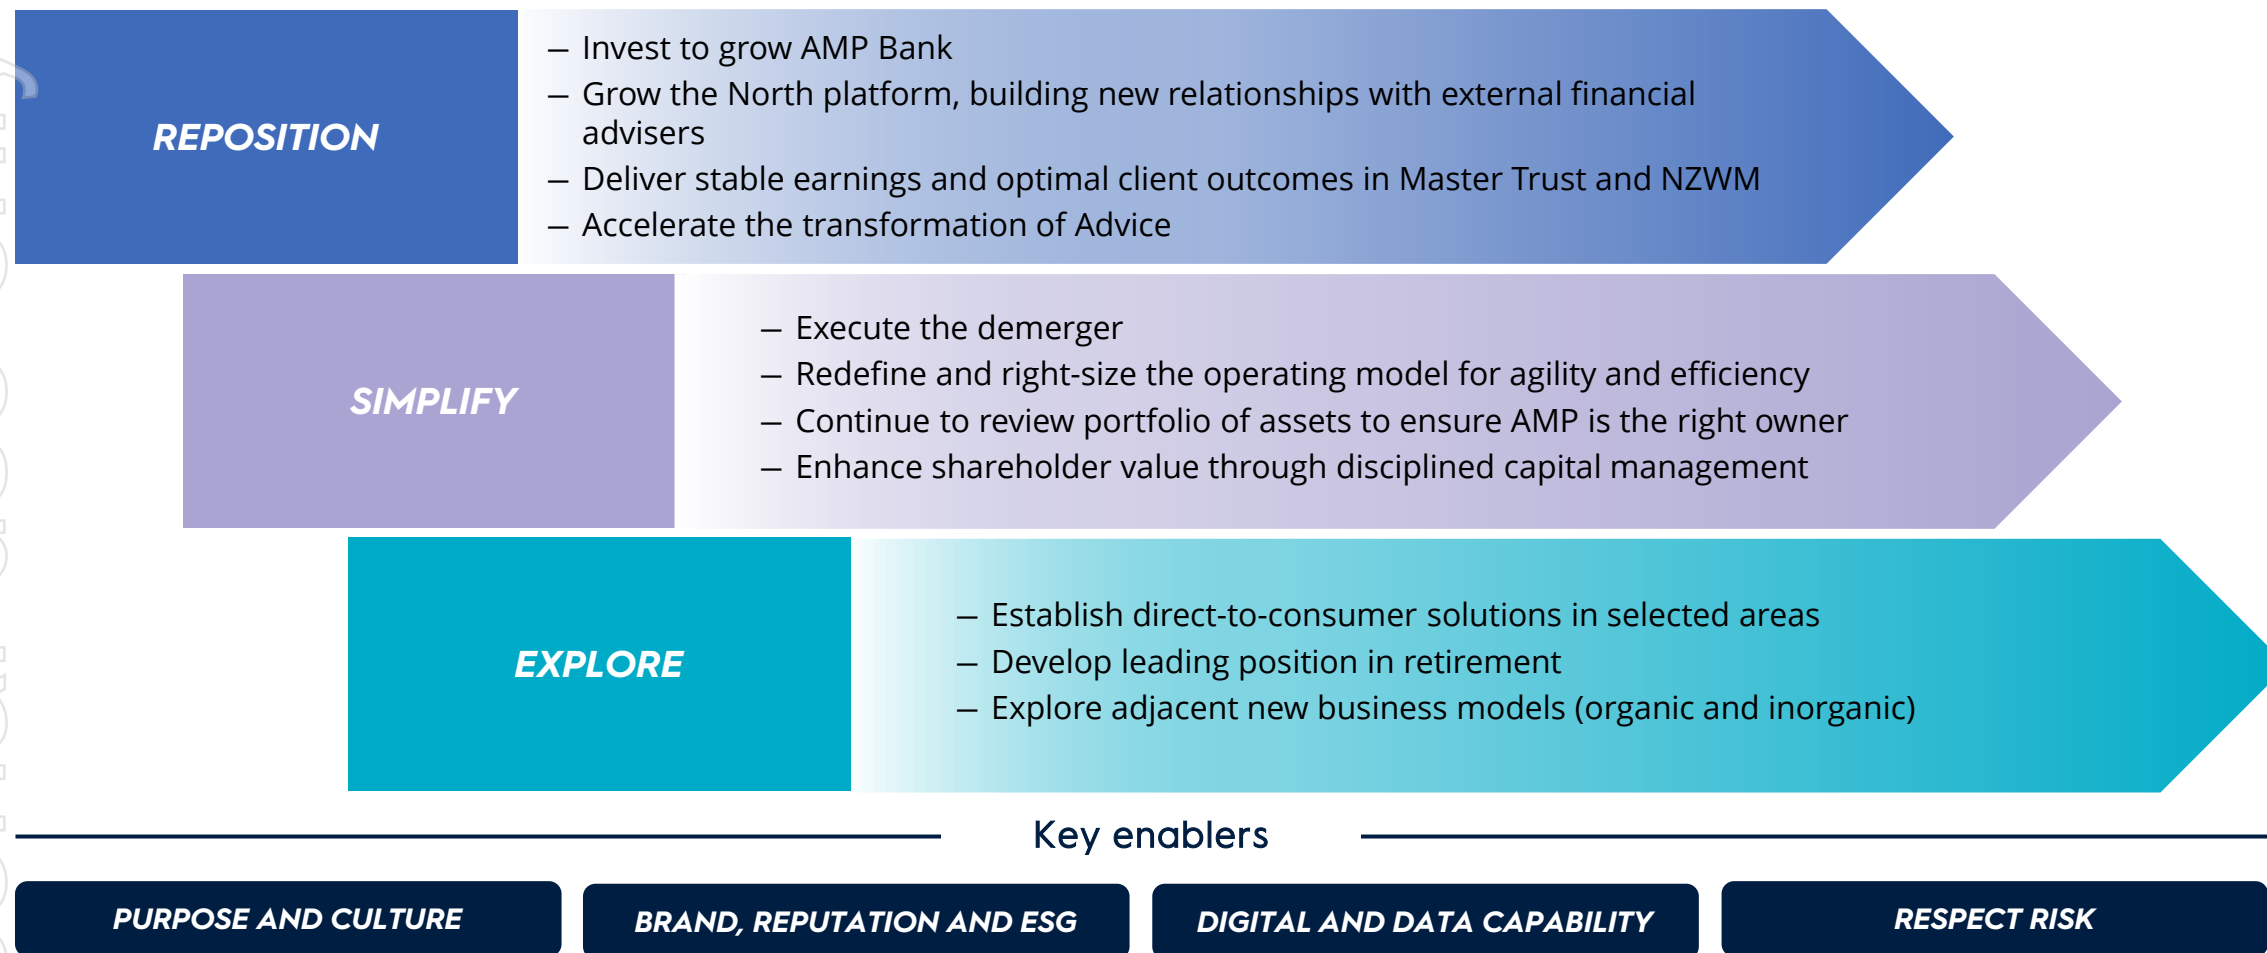 REPOSITION
— Invest to grow AMP Bank
— Grow the North platform, building new relationships with external financial
advisers
— Deliver stable earnings and optimal client outcomes in Master Trust and NZWM
— Accelerate the transformation of Advice
SIMPLIFY
— Execute the demerger
— Redefine and right-size the operating model for agility and efficiency
— Continue to review portfolio of assets to ensure AMP is the right owner
— Enhance shareholder value through disciplined capital management
EXPLORE
— Establish direct-to-consumer solutions in selected areas
— Develop leading position in retirement
— Explore adjacent new business models (organic and inorganic)
Key enablers
PURPOSE AND CULTURE
BRAND, REPUTATION AND ESG
DIGITAL AND DATA CAPABILITY
RESPECT RISK